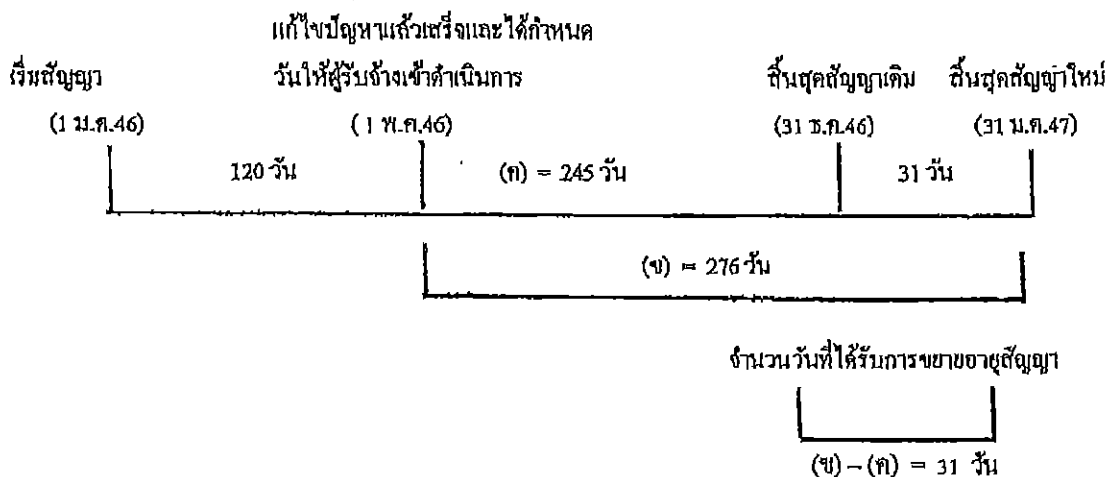 แก้ไขปัญหาแล้วเสร็จและได้กำหนด
เริ่มสัญญา วันให้ผู้รับจ้างเข้าดำเนินการ สิ้นสุดสัญญาเดิม สิ้นสุดสัญญาใหม่
(1 ม.ค.46) (1 พ.ค.46) (31 ธ.ค.46) (31 ม.ค.47)
120 วัน (ค) = 245 วัน 31 วัน
(ข) = 276 วัน
จำนวนวันที่ได้รับการขยายอายุสัญญา
(ข) – (ค) = 31 วัน